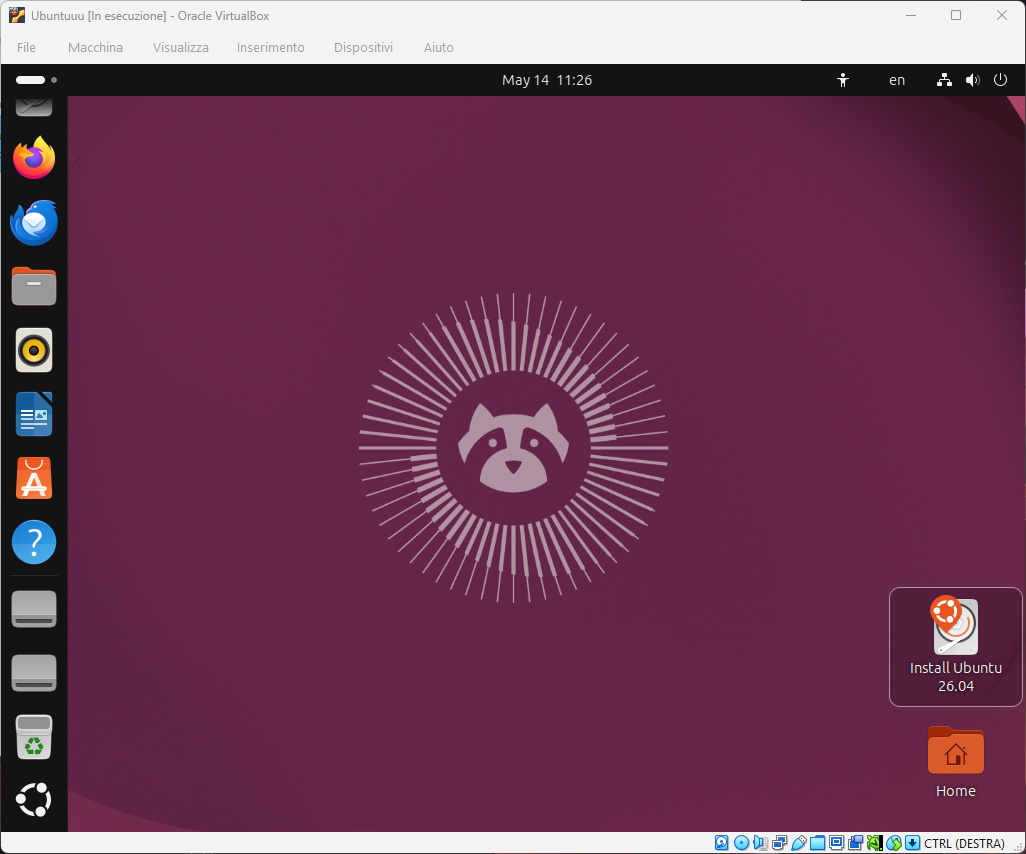 Ubuntuuu [In esecuzione] - Oracle VirtualBox
File Macchina Visualizza Inserimento Dispositivi Aiuto
May 14 11:26
en
Install Ubuntu
26.04
Home
CTRL (DESTRA)